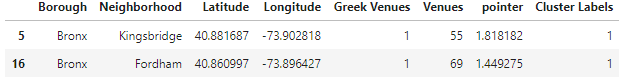 Borough Neighborhood Latitude Longitude Greek Venues Venues pointer Cluster Labels
5 Bronx Kingsbridge 40.881687 -73.902818 1 55 1.818182 1
16 Bronx Fordham 40.860997 -73.896427 1 69 1.449275 1